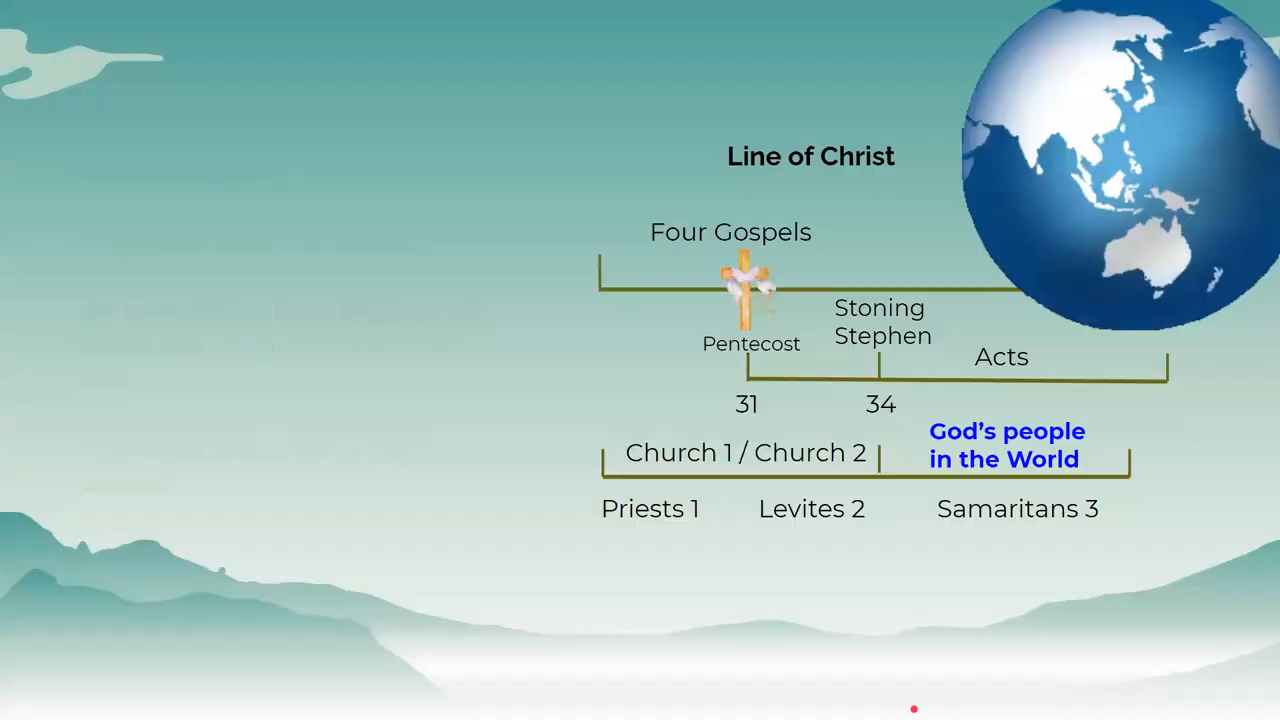 Line of Christ
Four Gospels
Stoning
Stephen
Pentecost
Acts
31
34
God's people
in the World
Church 1 / Church 2
Priests 1
Levites 2
Samaritans 3